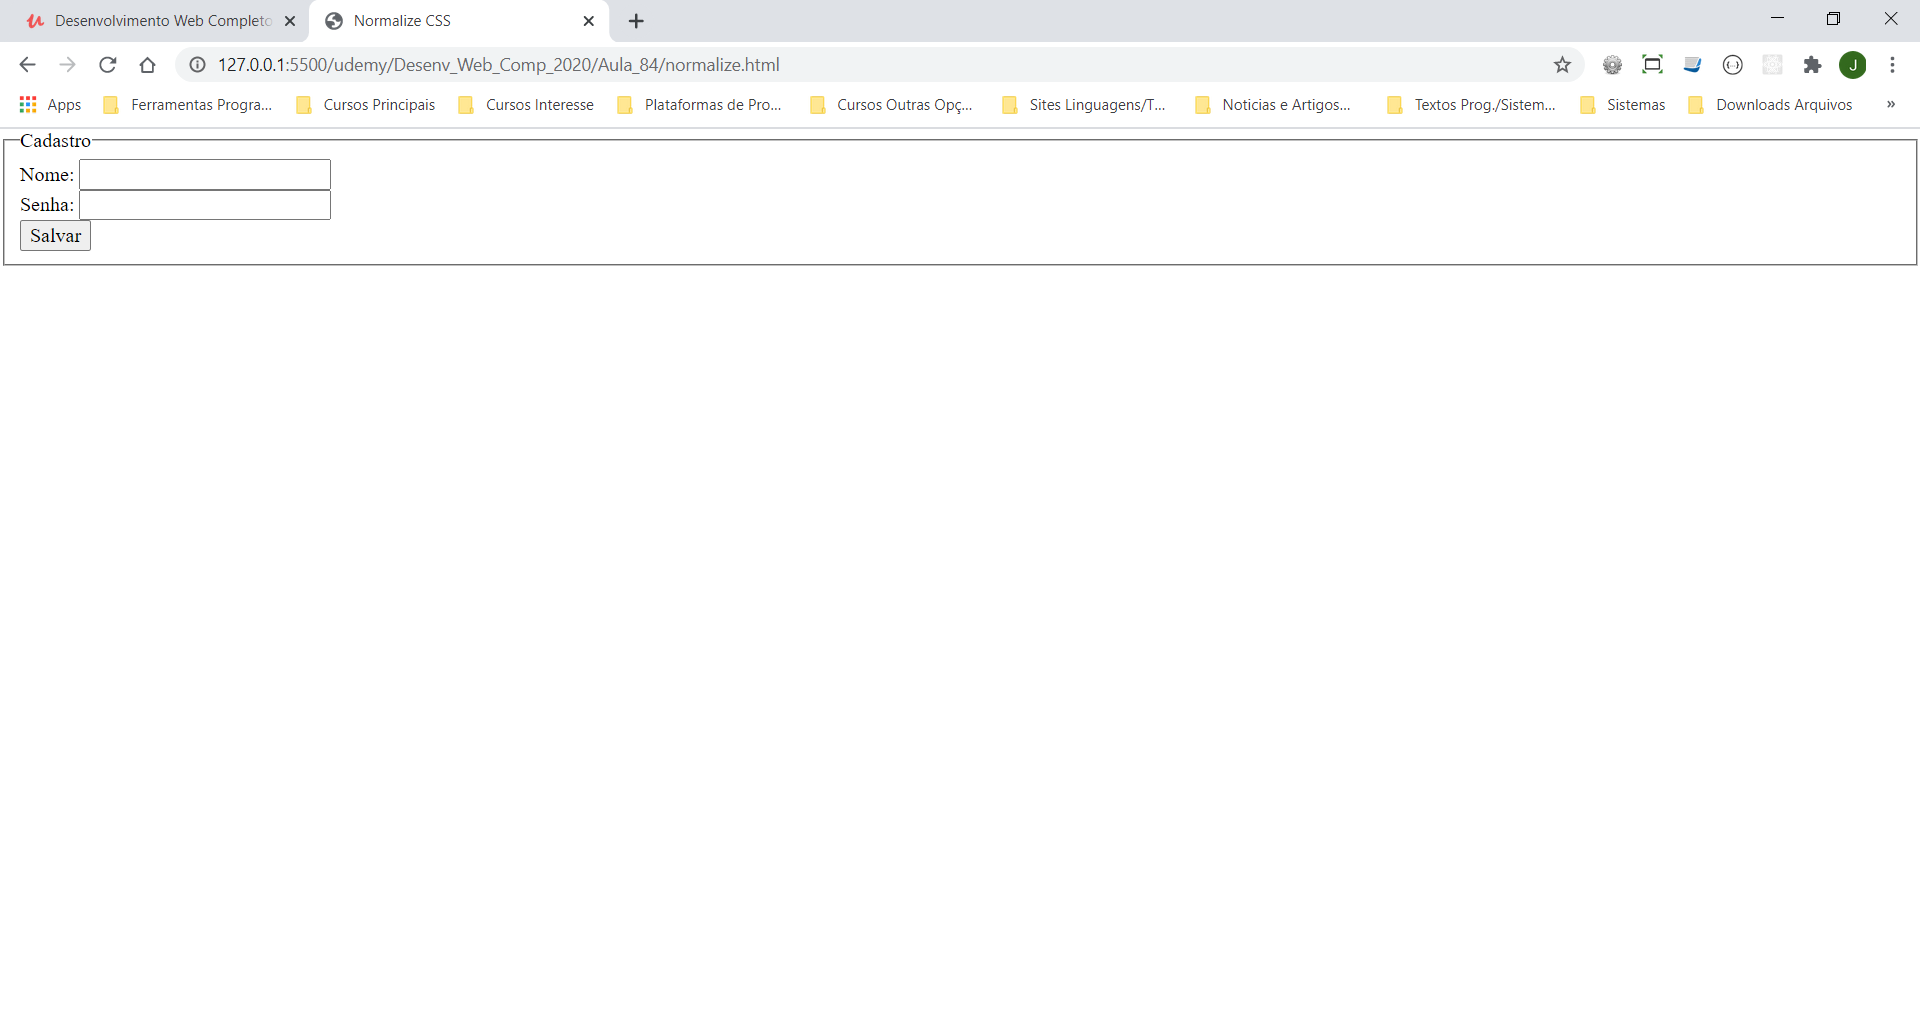 Desenvolvimento Web Completo
Normalize CSS
127.0.0.1:5500/udemy/Desenv_Web_Comp_2020/Aula_84/normalize.html
J
Apps Ferramentas Progra... Cursos Principais Cursos Interesse Plataformas de Pro... Cursos Outras Opç... Sites Linguagens/T... Noticias e Artigos... Textos Prog./Sistem... Sistemas Downloads Arquivos »
Cadastro
Nome:
Senha:
Salvar